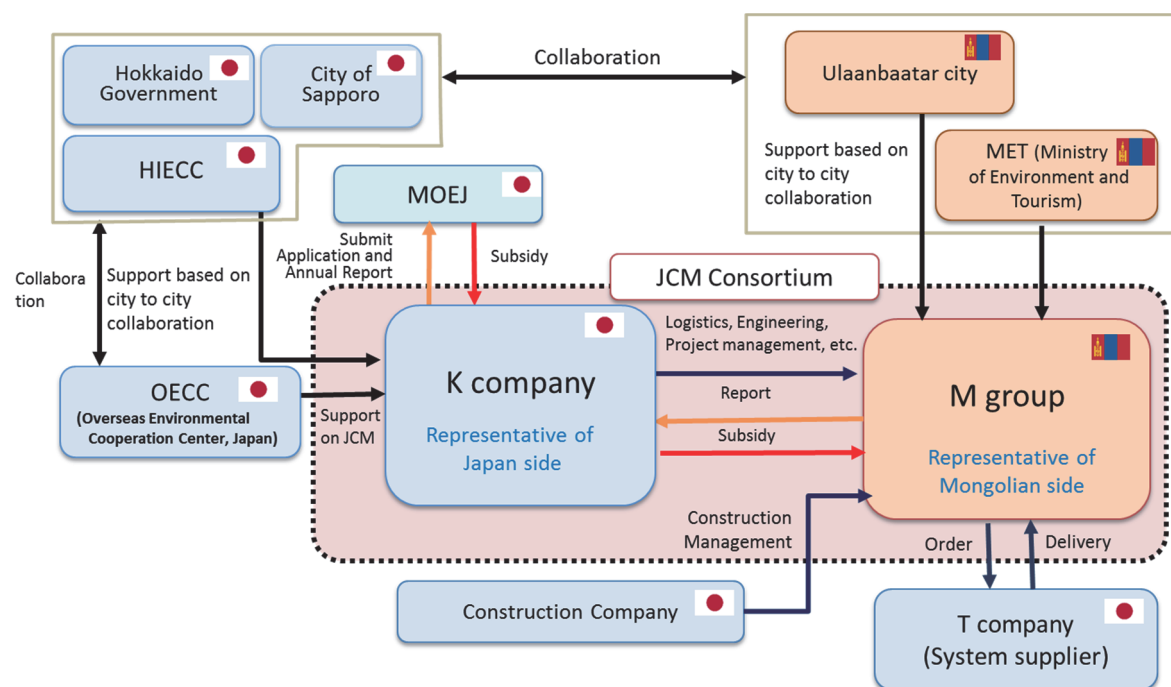 Hokkaido
Government
City of
Sapporo
HIECC
Collaboration
Ulaanbaatar city
MET (Ministry
of Environment and
Tourism)
Support based on
city to city
collaboration
MOEJ
Submit
Application and
Annual Report
Subsidy
Collabora
tion
Support based on
city to city
collaboration
JCM Consortium
OECC
(Overseas Environmental
Cooperation Center, Japan)
Support
on JCM
K company
Representative of
Japan side
Logistics, Engineering,
Project management, etc.
Report
Subsidy
M group
Representative of
Mongolian side
Construction
Management
Order
Delivery
Construction Company
T company
(System supplier)